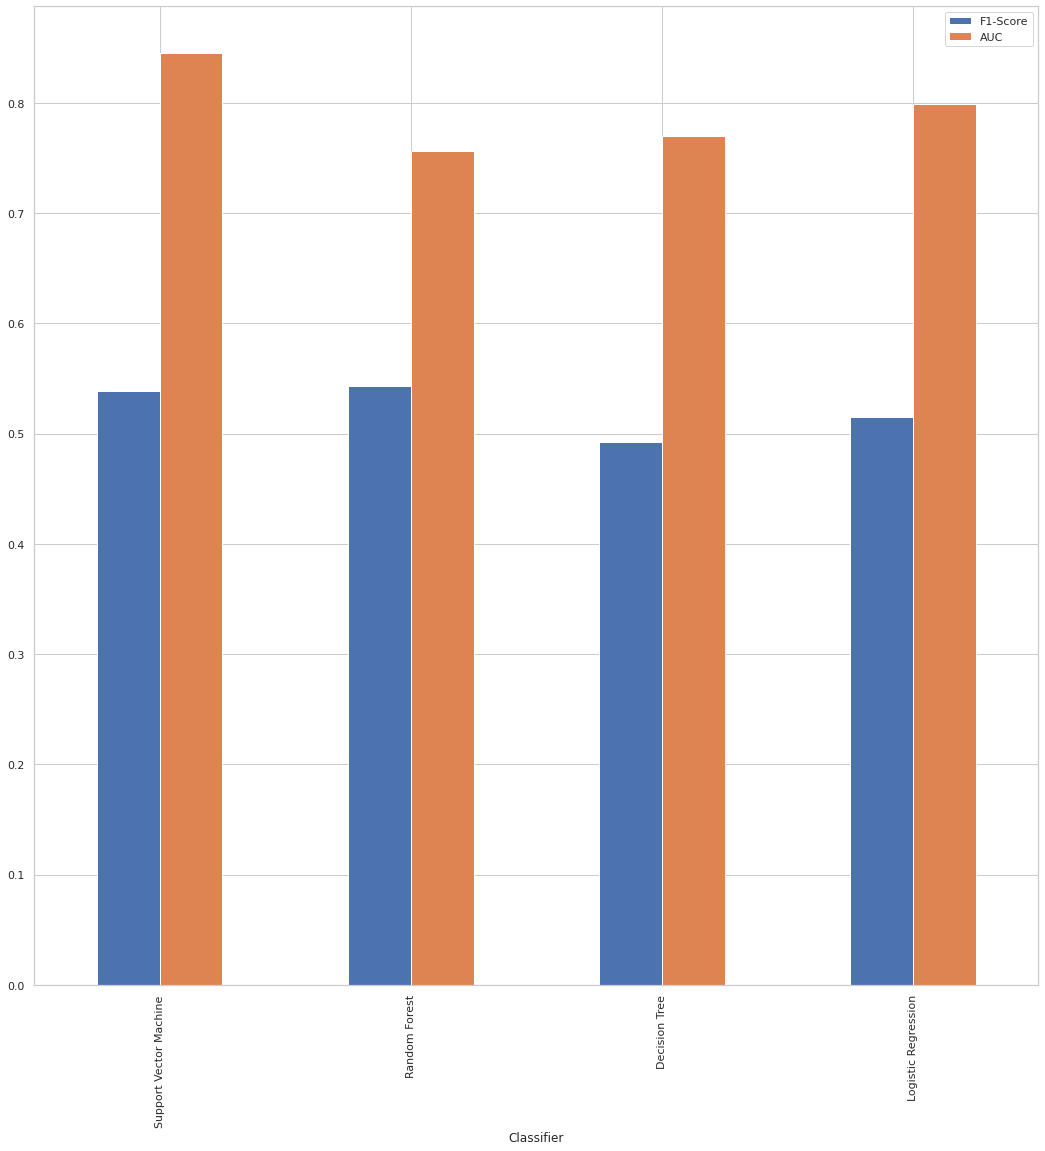 F1-Score
AUC
0.8
0.7
0.6
0.5
0.4
0.3
0.2
0.1
0.0
Support Vector Machine
Random Forest
Decision Tree
Logistic Regression
Classifier